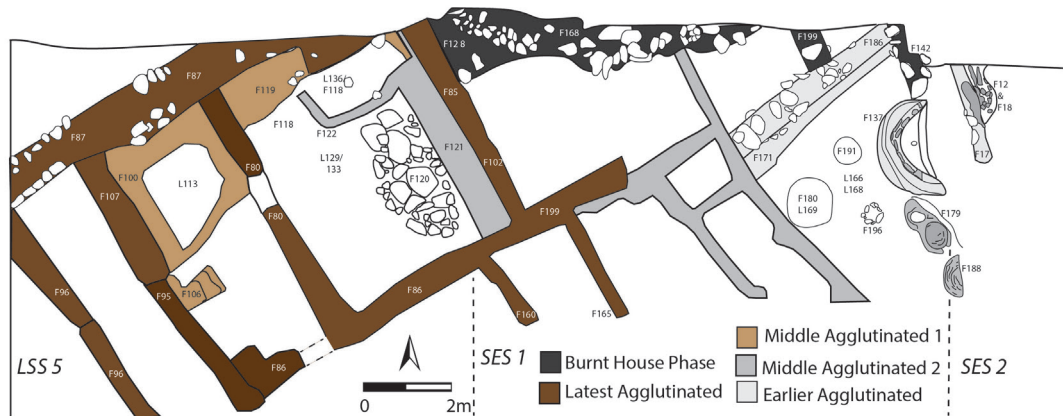 F12 8
F168
F199
F186
F142
F87
F119
L136/
F118
F85
F12
&
F18
F118
F122
F137
F87
F121
F191
F17
F100
L129/
133
F102
F171
F80
L113
F120
L166
L168
F107
F180
L169
F80
F199
F196
F179
F188
F96
F95
F106
F86
F160
F165
LSS 5
F86
SES 1
SES 2
F96
Burnt House Phase
Latest Agglutinated
Middle Agglutinated 1
Middle Agglutinated 2
Earlier Agglutinated
0
2m